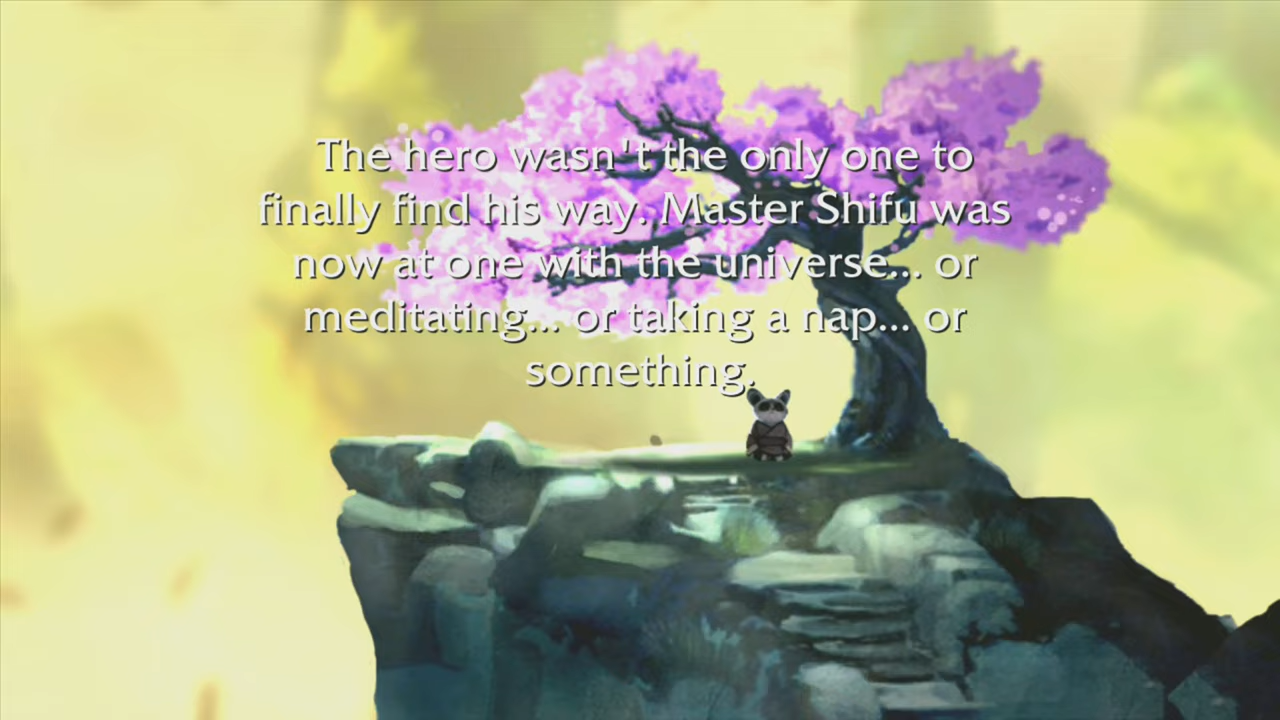 The hero wasn't the only one to
finally find his way. Master Shifu was
now at one with the universe... or
meditating... or taking a nap... or
something.